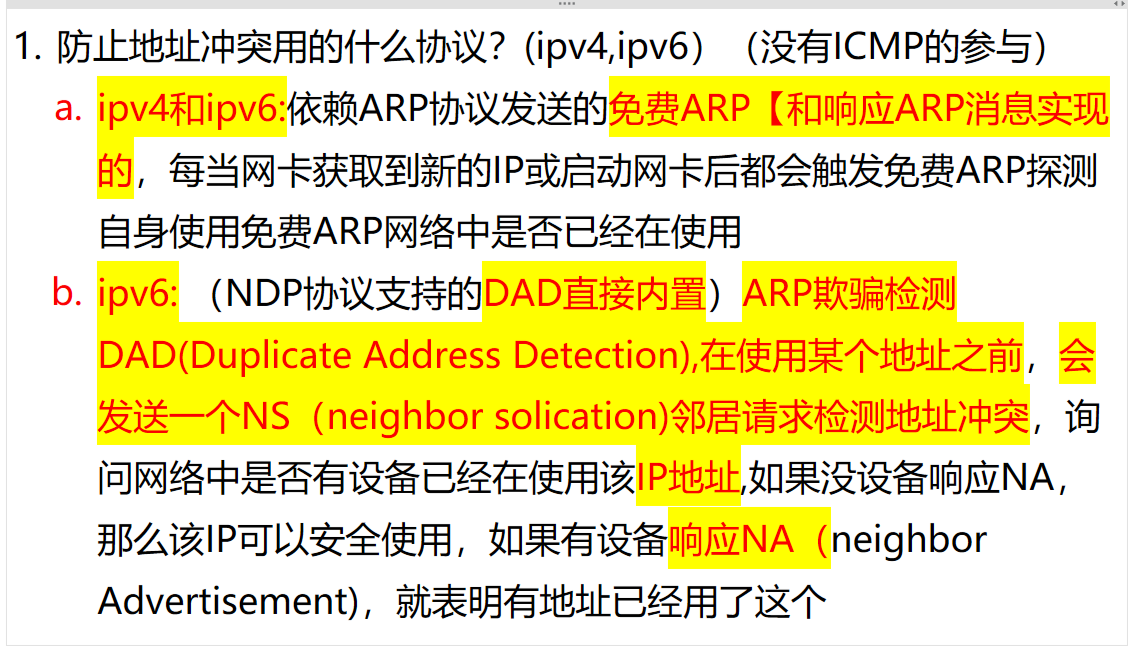 1. 防止地址冲突用的什么协议？(ipv4,ipv6）（没有ICMP的参与）
a. ipv4和ipv6:依赖ARP协议发送的免费ARP【和响应ARP消息实现
的，每当网卡获取到新的IP或启动网卡后都会触发免费ARP探测
自身使用免费ARP网络中是否已经在使用
b. ipv6: （NDP协议支持的DAD直接内置）ARP欺骗检测
DAD(Duplicate Address Detection),在使用某个地址之前，会
发送一个NS（neighbor solication)邻居请求检测地址冲突，询
问网络中是否有设备已经在使用该IP地址,如果没设备响应NA，
那么该IP可以安全使用，如果有设备响应NA（neighbor
Advertisement)，就表明有地址已经用了这个